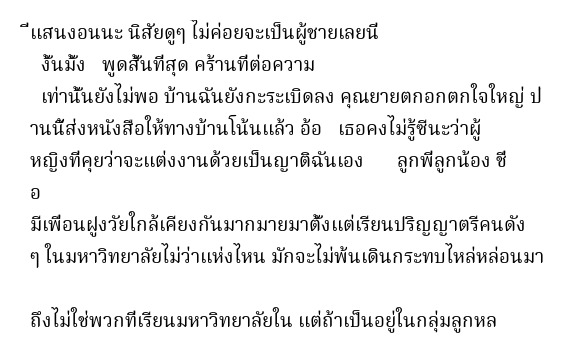 ี่แสนงอนนะ นิสัยดูๆ ไม่ค่อยจะเป็นผู้ชายเลยนี่
งั้นมั้ง พูดสั้นที่สุด คร้านที่ต่อความ
เท่านั้นยังไม่พอ บ้านฉันยังกะระเบิดลง คุณยายตกอกตกใจใหญ่ ป
านนี้ส่งหนังสือให้ทางบ้านโน้นแล้ว อ้อ เธอคงไม่รู้ซีนะว่าผู้
หญิงที่คุยว่าจะแต่งงานด้วยเป็นญาติฉันเอง ลูกพี่ลูกน้อง ชื่
อ
มีเพื่อนฝูงวัยใกล้เคียงกันมากมายมาตั้งแต่เรียนปริญญาตรีคนดัง
ๆ ในมหาวิทยาลัยไม่ว่าแห่งไหน มักจะไม่พ้นเดินกระทบไหล่หล่อนมา
ถึงไม่ใช่พวกที่เรียนมหาวิทยาลัยใน แต่ถ้าเป็นอยู่ในกลุ่มลูกหล